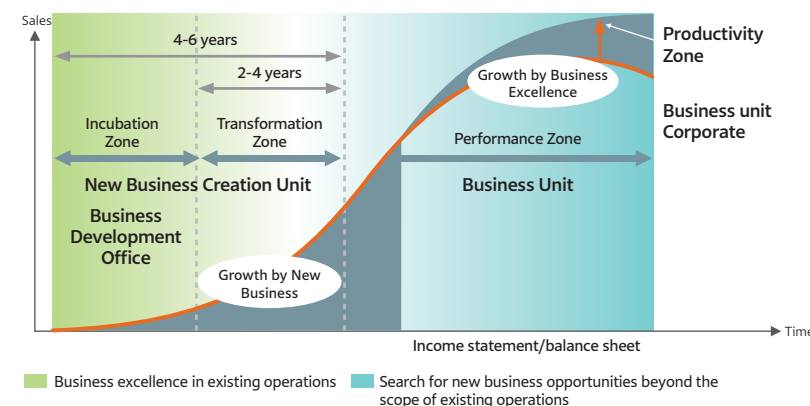 Sales
4-6 years
2-4 years
Incubation
Zone
Transformation
Zone
New Business Creation Unit
Business
Development
Office
Growth by New
Business
Growth by Business
Excellence
Performance Zone
Business Unit
Productivity
Zone
Business unit
Corporate
Time
Income statement/balance sheet
Business excellence in existing operations
Search for new business opportunities beyond the
scope of existing operations